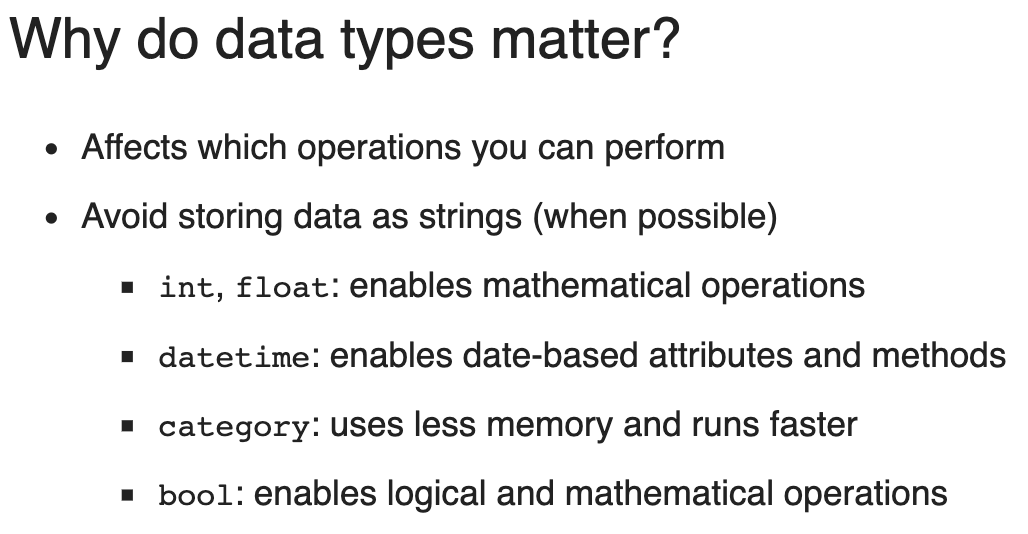 Why do data types matter?
• Affects which operations you can perform
• Avoid storing data as strings (when possible)
▪ int, float: enables mathematical operations
▪ datetime: enables date-based attributes and methods
▪ category: uses less memory and runs faster
▪ bool: enables logical and mathematical operations